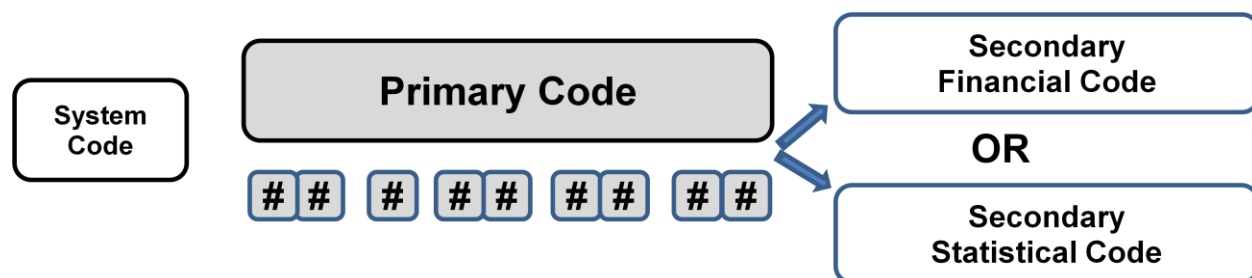 System
Code
Primary Code
# # # # # # # # #
Secondary
Financial Code
OR
Secondary
Statistical Code